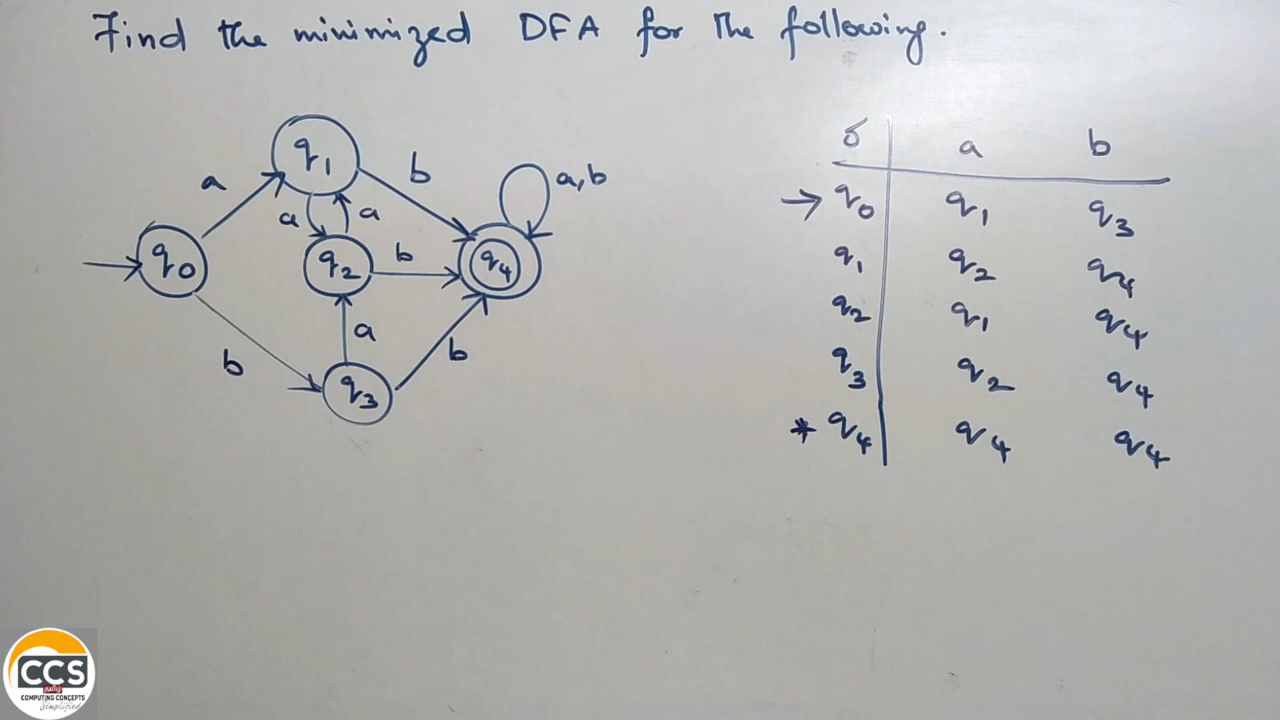 Find the minimized DFA for the following.
q1
a
b
a,b
a
a
q0
q2
b
q4
a
b
b
q3
δ a b
→ q0 q1 q3
q1 q2 q4
q2 q1 q4
q3 q2 q4
* q4 q4 q4
CCS
COMPUTING CONCEPTS
Simplified